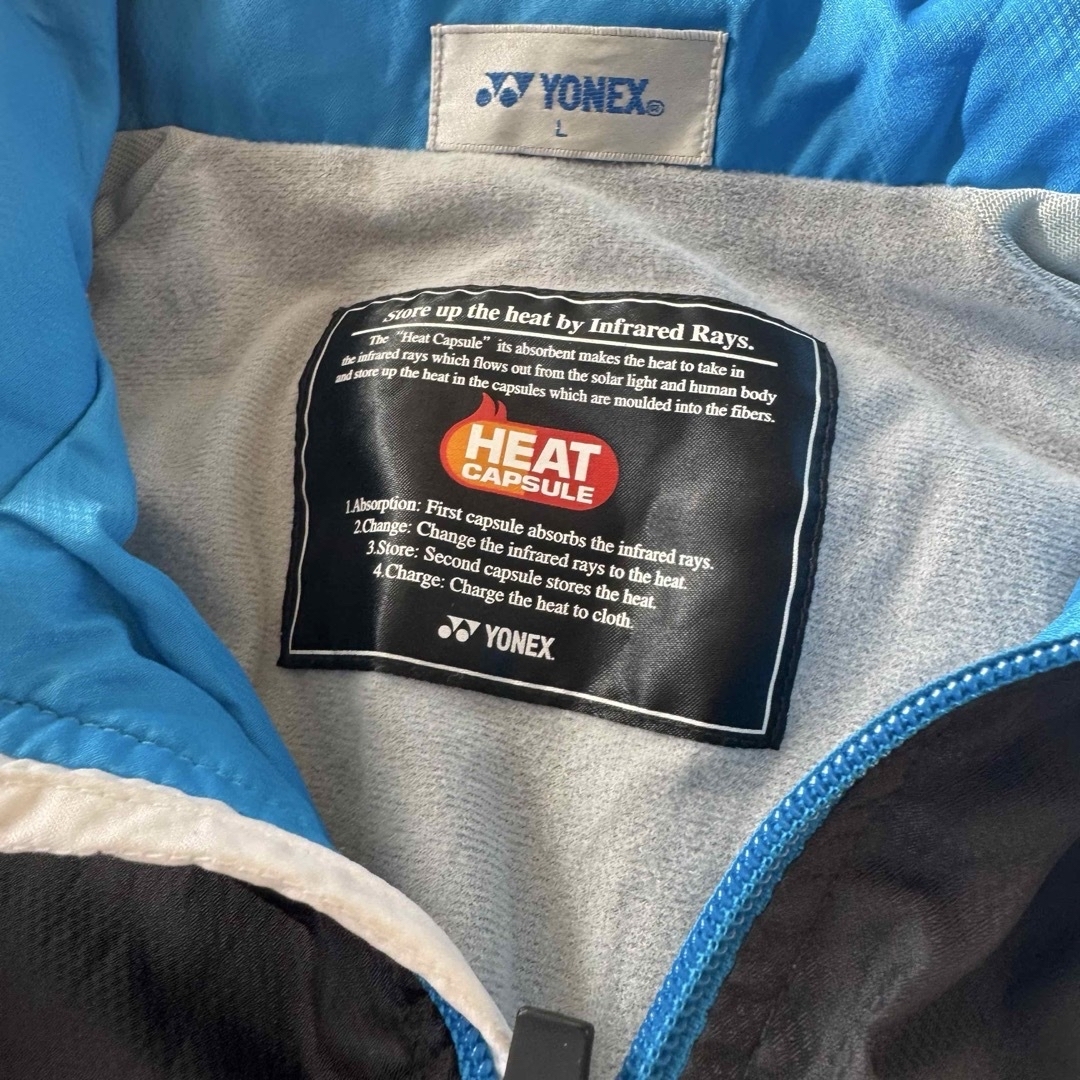 YONEX®
L
Store up the heat by Infrared Rays.
The "Heat Capsule" its absorbent makes the heat to take in
the infrared rays which flows out from the solar light and human body
and store up the heat in the capsules which are moulded into the fibers.
HEAT
CAPSULE
1.Absorption: First capsule absorbs the infrared rays.
2.Change: Change the infrared rays to the heat.
3.Store: Second capsule stores the heat.
4.Charge: Charge the heat to cloth.
YONEX